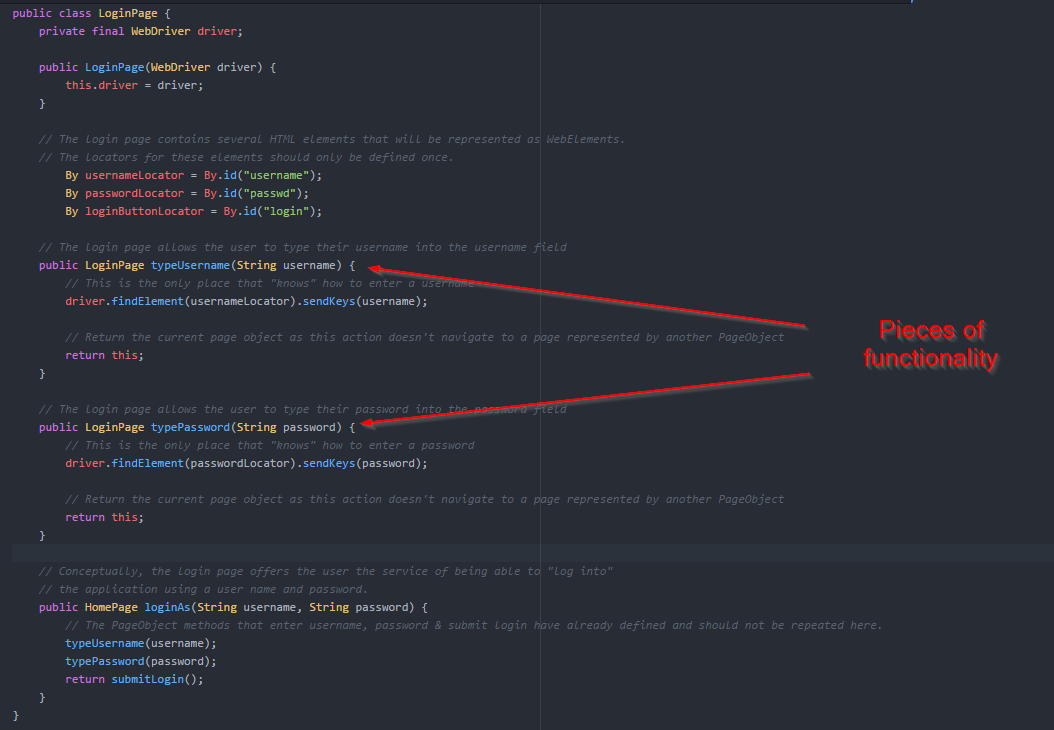 public class LoginPage {
private final WebDriver driver;
public LoginPage(WebDriver driver) {
this.driver = driver;
}
// The login page contains several HTML elements that will be represented as WebElements.
// The locators for these elements should only be defined once.
By usernameLocator = By.id("username");
By passwordLocator = By.id("passwd");
By loginButtonLocator = By.id("login");
// The login page allows the user to type their username into the username field
public LoginPage typeUsername(String username) {
// This is the only place that "knows" how to enter a username
driver.findElement(usernameLocator).sendKeys(username);
// Return the current page object as this action doesn't navigate to a page represented by another PageObject
return this;
}
// The login page allows the user to type their password into the password field
public LoginPage typePassword(String password) {
// This is the only place that "knows" how to enter a password
driver.findElement(passwordLocator).sendKeys(password);
// Return the current page object as this action doesn't navigate to a page represented by another PageObject
return this;
}
// Conceptually, the login page offers the user the service of being able to "log into"
// the application using a user name and password.
public HomePage loginAs(String username, String password) {
// The PageObject methods that enter username, password & submit login have already defined and should not be repeated here.
typeUsername(username);
typePassword(password);
return submitLogin();
}
}
Pieces of
functionality